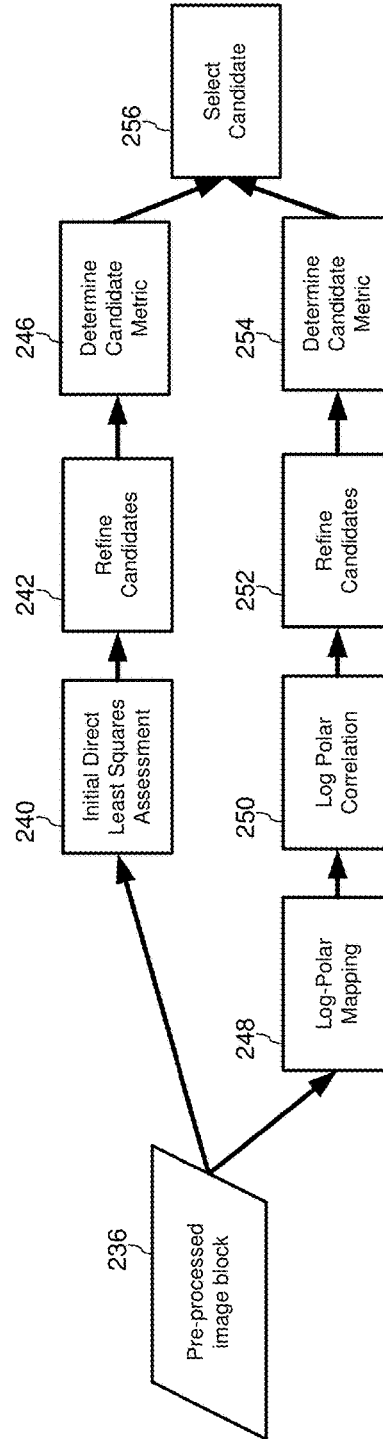 236
Pre-processed
image block
240
Initial Direct
Least Squares
Assessment
242
Refine
Candidates
246
Determine
Candidate
Metric
248
Log-Polar
Mapping
250
Log Polar
Correlation
252
Refine
Candidates
254
Determine
Candidate
Metric
256
Select
Candidate